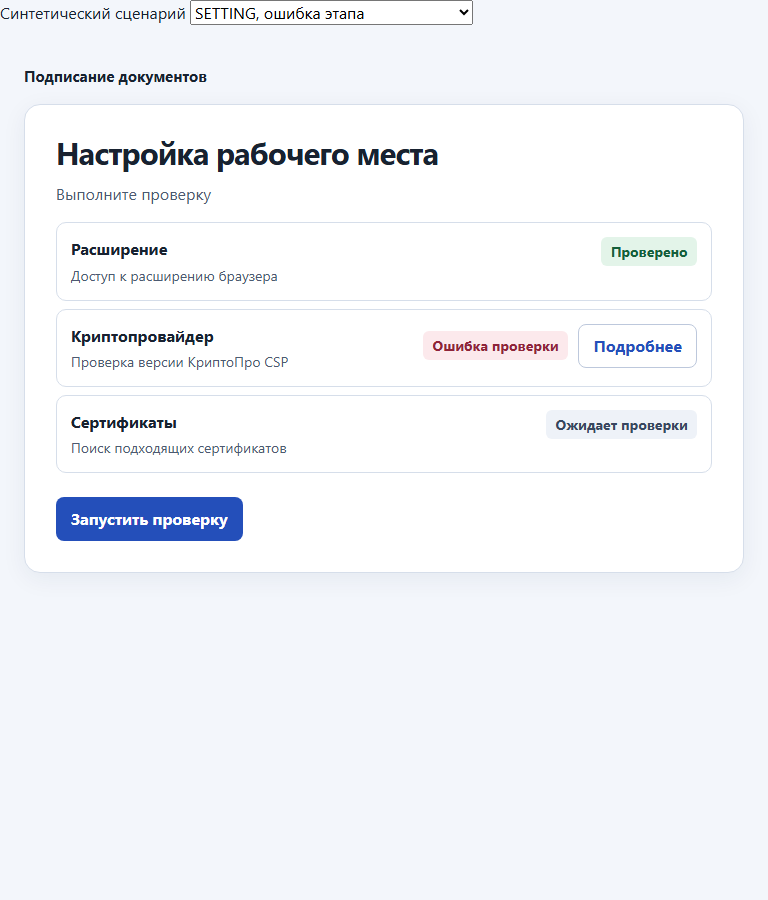 Синтетический сценарий SETTING, ошибка этапа
Подписание документов
Настройка рабочего места
Выполните проверку
Расширение
Проверено
Доступ к расширению браузера
Криптопровайдер
Ошибка проверки
Подробнее
Проверка версии КриптоПро CSP
Сертификаты
Ожидает проверки
Поиск подходящих сертификатов
Запустить проверку